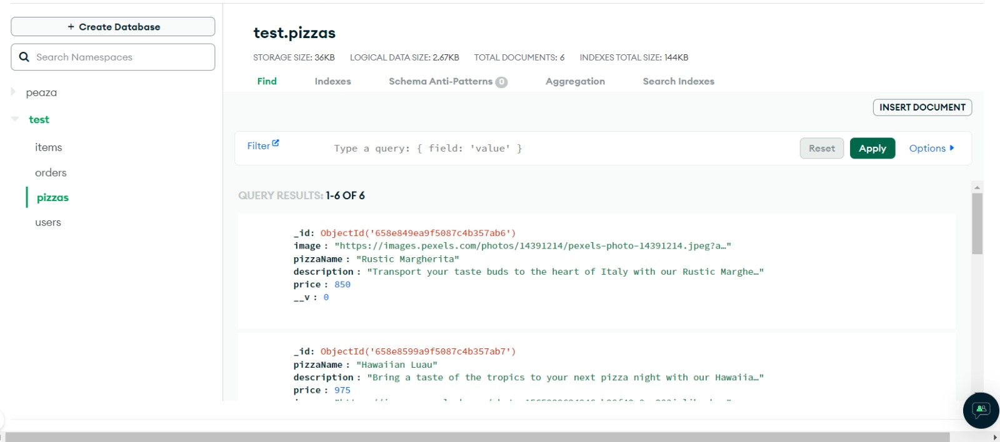 + Create Database
Search Namespaces
peaza
test
items
orders
pizzas
users
test.pizzas
STORAGE SIZE: 36KB LOGICAL DATA SIZE: 2.67KB TOTAL DOCUMENTS: 6 INDEXES TOTAL SIZE: 144KB
Find Indexes Schema Anti-Patterns 0 Aggregation Search Indexes
INSERT DOCUMENT
Filter Type a query: { field: 'value' } Reset Apply Options
QUERY RESULTS: 1-6 OF 6
_id: ObjectId('658e849ea9f5087c4b357ab6')
image : "https://images.pexels.com/photos/14391214/pexels-photo-14391214.jpeg?a…"
pizzaName : "Rustic Margherita"
description : "Transport your taste buds to the heart of Italy with our Rustic Marghe…"
price : 850
__v : 0
_id: ObjectId('658e8599a9f5087c4b357ab7')
pizzaName : "Hawaiian Luau"
description : "Bring a taste of the tropics to your next pizza night with our Hawaiia…"
price : 975